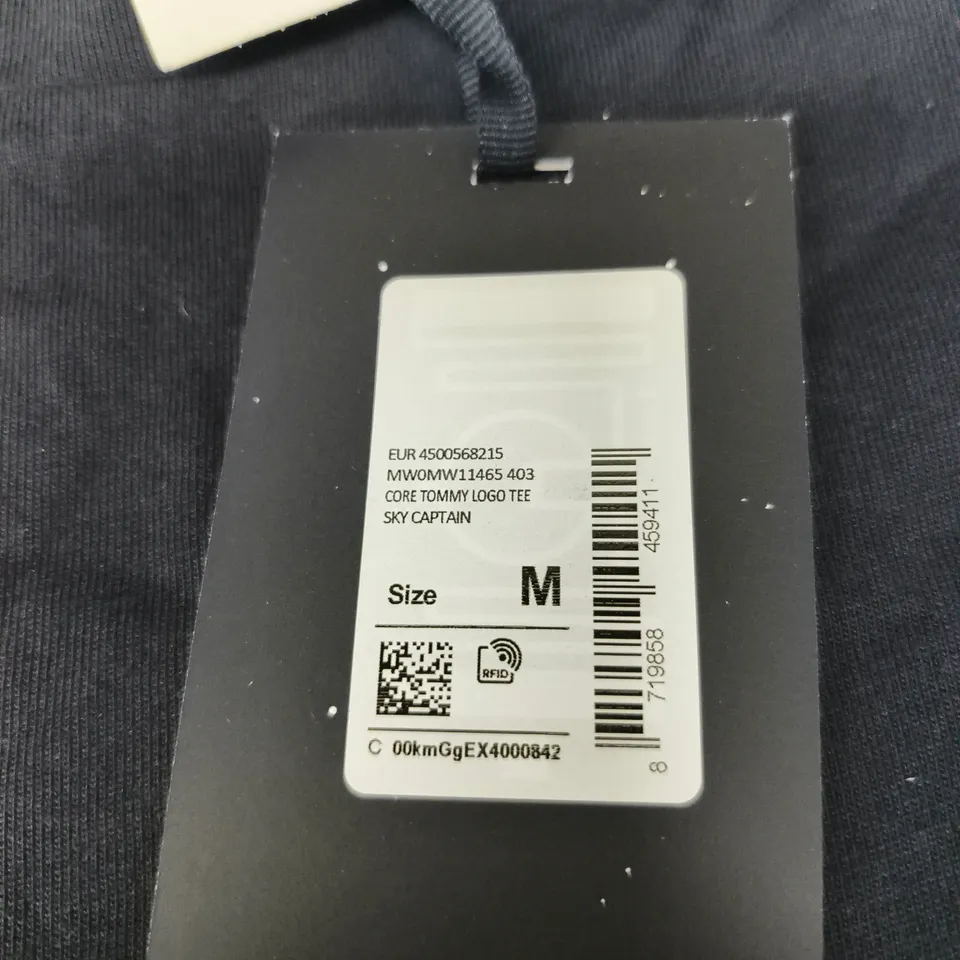 EUR 4500568215
MW0MW11465 403
CORE TOMMY LOGO TEE
SKY CAPTAIN
Size M
RFID
C 00kmGgEX4000842
8 719858 459411